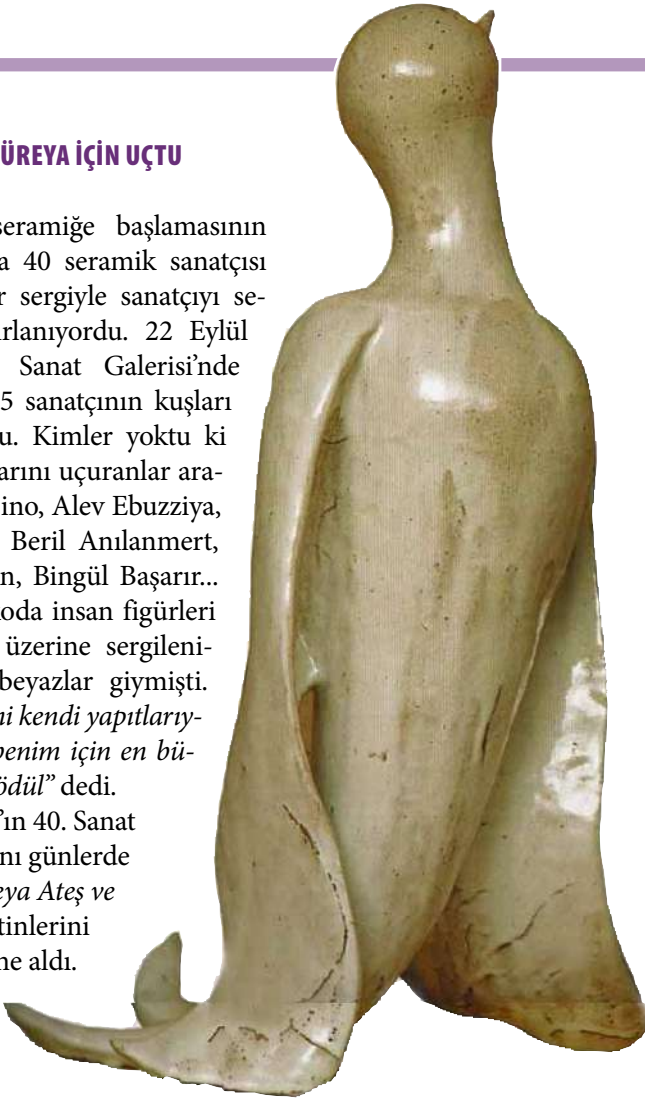 ÜREYA İÇİN UÇTU
seramiğe başlamasının
a 40 seramik sanatçısı
r sergiyle sanatçıyı se-
ırlanıyordu. 22 Eylül
Sanat Galerisi’nde
5 sanatçının kuşları
u. Kimler yoktu ki
arını uçuranlar ara-
ino, Alev Ebuzziya,
Beril Anılanmert,
n, Bingül Başarır...
koda insan figürleri
üzerine sergileni-
beyazlar giymişti.
ni kendi yapıtlarıy-
benim için en bü-
ödül” dedi.
’ın 40. Sanat
nı günlerde
eya Ateş ve
tinlerini
ne aldı.